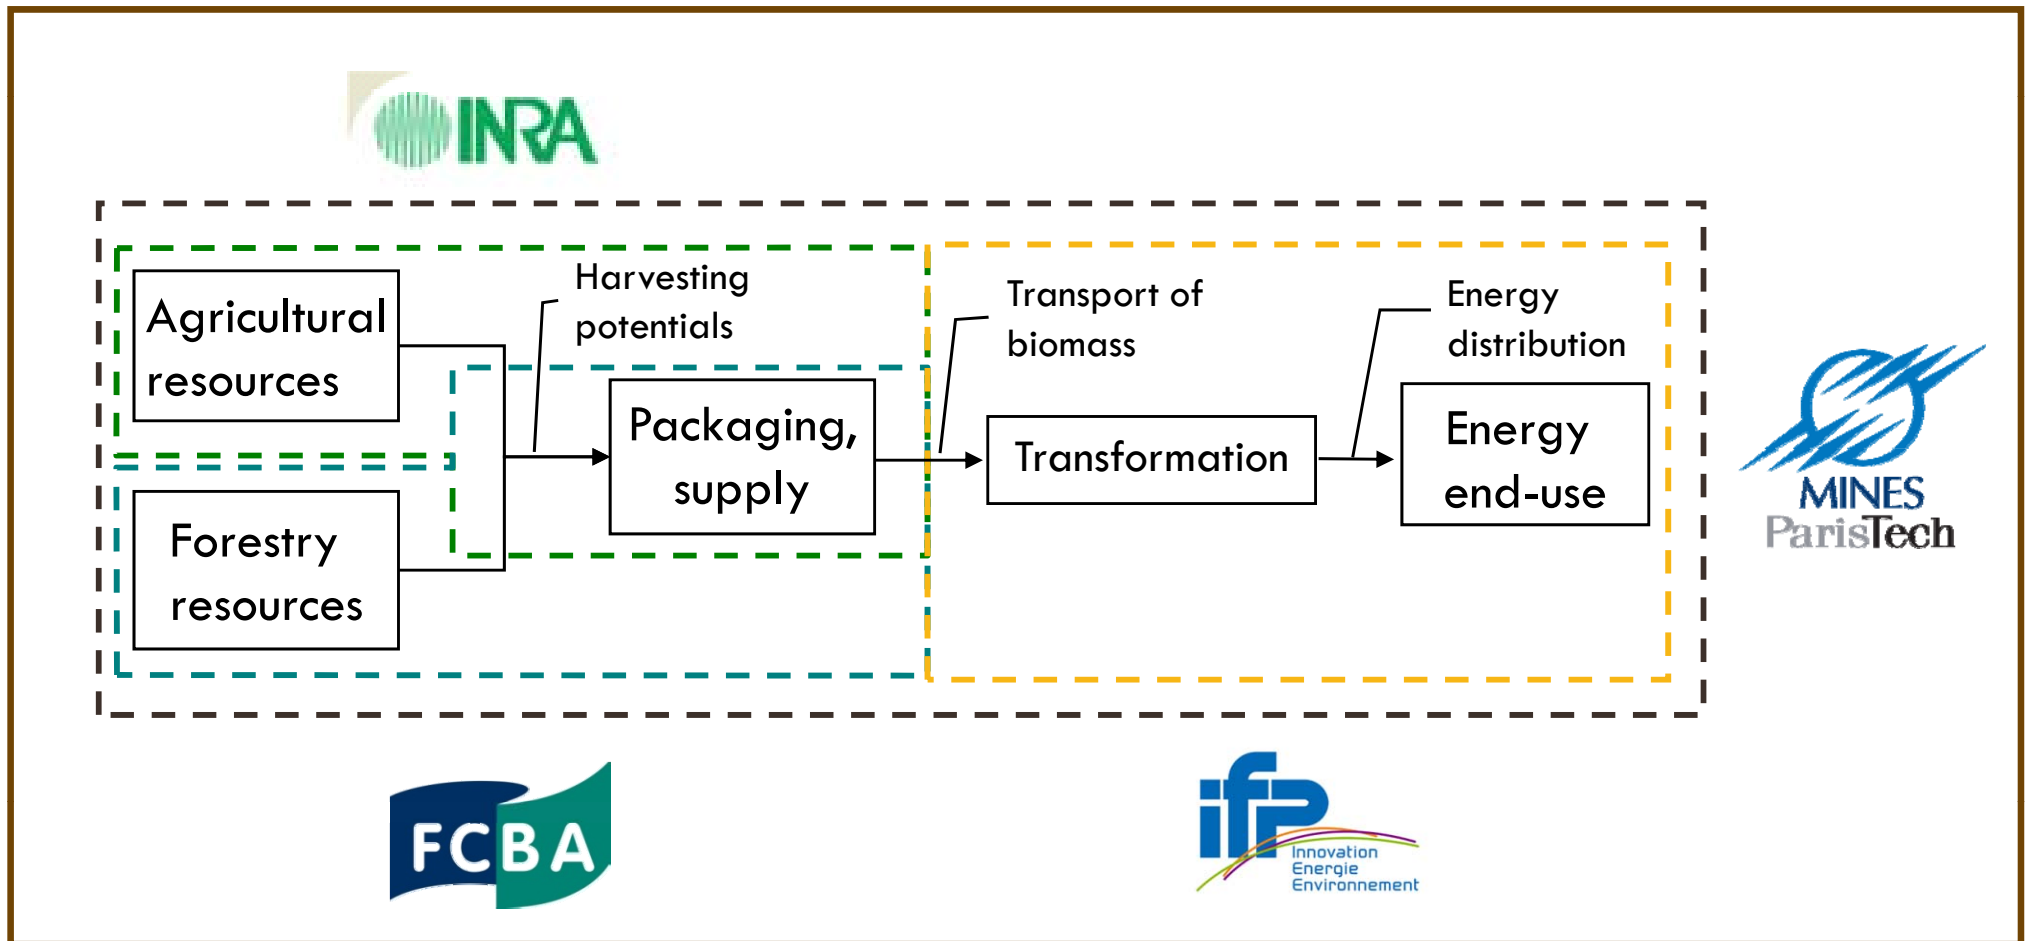 INRA
Harvesting
potentials
Agricultural
resources
Transport of
biomass
Energy
distribution
Packaging,
supply
Transformation
Energy
end-use
Forestry
resources
MINES
ParisTech
FCBA
ifp
Innovation
Energie
Environnement